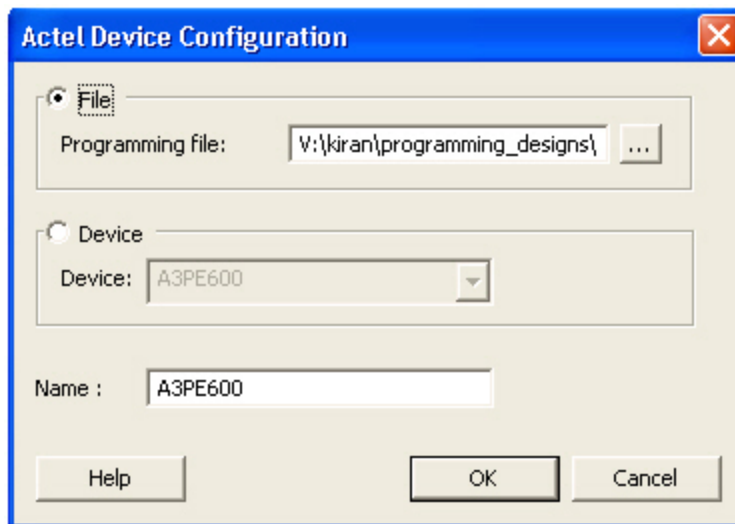 Actel Device Configuration
File
Programming file: V:\kiran\programming_designs\ ...
Device
Device: A3PE600
Name : A3PE600
Help OK Cancel